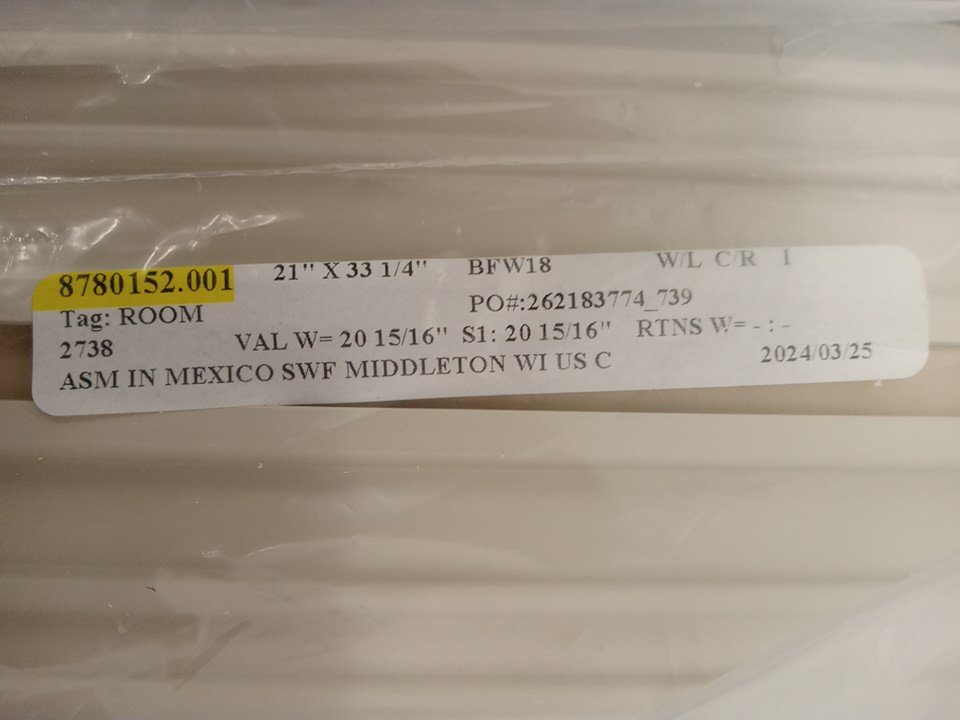 8780152.001 21" X 33 1/4" BFW18 W/L C/R I
Tag: ROOM PO#:262183774_739
2738 VAL W= 20 15/16" S1: 20 15/16" RTNS W= - : -
ASM IN MEXICO SWF MIDDLETON WI US C 2024/03/25